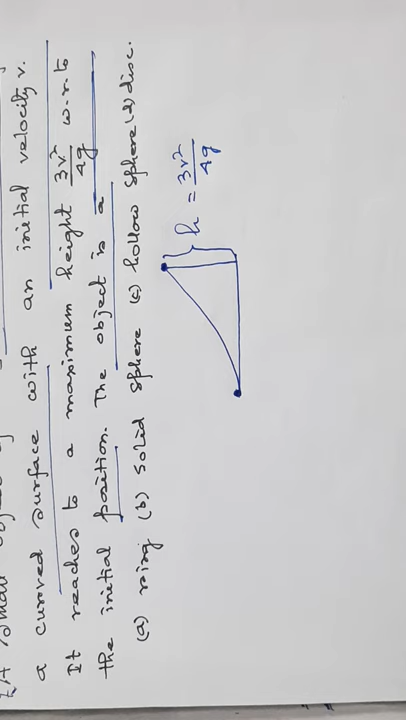 a curved surface with an initial velocity v.
It reaches to a maximum height 3v²/4g w.r.to
the initial position. The object is a
(a) ring (b) solid sphere (c) hollow sphere (d) disc.
h = 3v²/4g